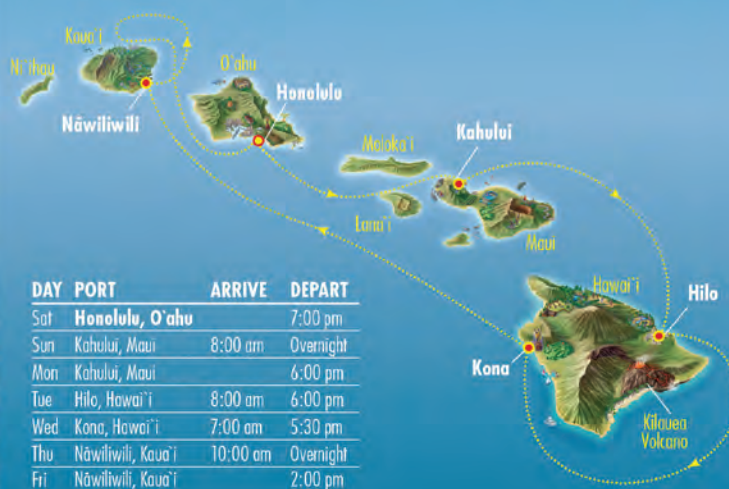 Kaua`i
Ni`ihau
O`ahu
Honolulu
Nāwiliwili
Moloka`i
Kahului
Lana`i
Maui
Hawai`i
Hilo
Kona
Kilauea
Volcano
DAY PORT ARRIVE DEPART
Sat Honolulu, O`ahu 7:00 pm
Sun Kahului, Maui 8:00 am Overnight
Mon Kahului, Maui 6:00 pm
Tue Hilo, Hawai`i 8:00 am 6:00 pm
Wed Kona, Hawai`i 7:00 am 5:30 pm
Thu Nāwiliwili, Kaua`i 10:00 am Overnight
Fri Nāwiliwili, Kaua`i 2:00 pm